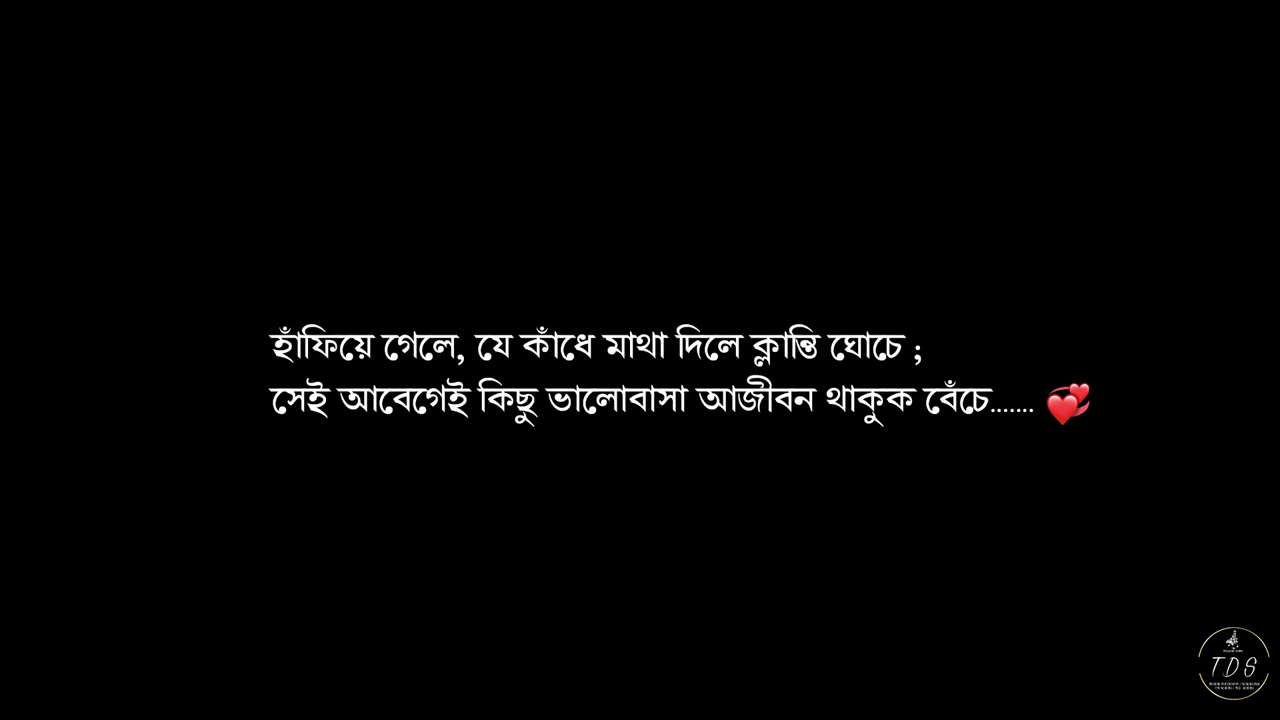 হাঁফিয়ে গেলে, যে কাঁধে মাথা দিলে ক্লান্তি ঘোচে ;
সেই আবেগেই কিছু ভালোবাসা আজীবন থাকুক বেঁচে....... 💞
TDS